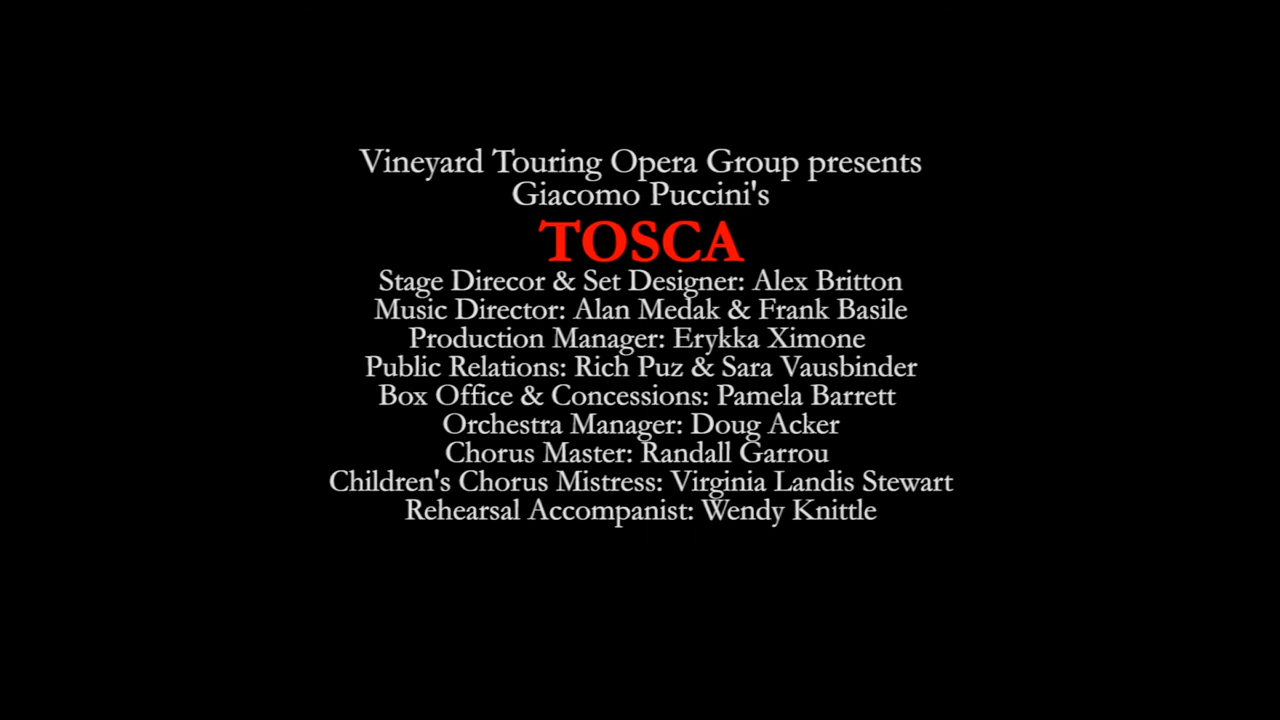 Vineyard Touring Opera Group presents
Giacomo Puccini's
TOSCA
Stage Direcor & Set Designer: Alex Britton
Music Director: Alan Medak & Frank Basile
Production Manager: Erykka Ximone
Public Relations: Rich Puz & Sara Vausbinder
Box Office & Concessions: Pamela Barrett
Orchestra Manager: Doug Acker
Chorus Master: Randall Garrou
Children's Chorus Mistress: Virginia Landis Stewart
Rehearsal Accompanist: Wendy Knittle